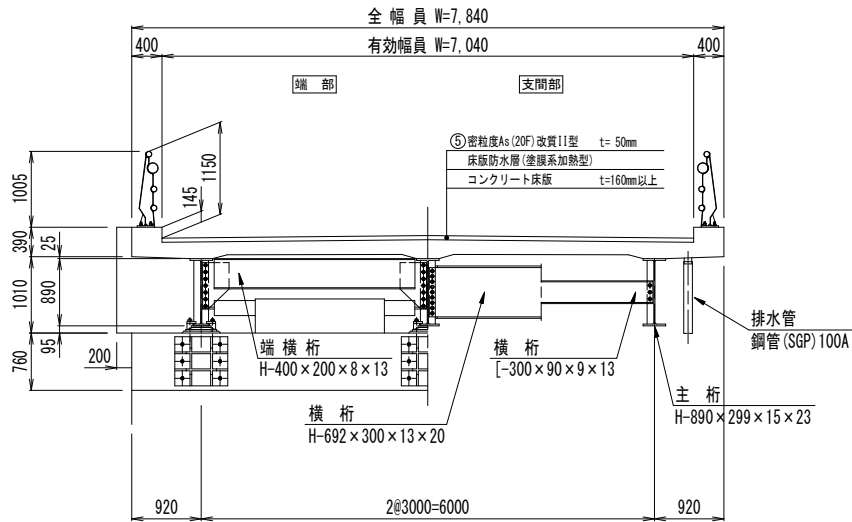 全 幅 員 W=7,840
400
有効幅員 W=7,040
400
端 部
支間部
⑤密粒度As(20F)改質II型 t= 50mm
床版防水層(塗膜系加熱型)
コンクリート床版 t=160mm以上
1150
145
1005
390
25
1010
890
95
760
200
端 横 桁
H-400×200×8×13
横 桁
[-300×90×9×13
排水管
鋼管(SGP)100A
主 桁
H-890×299×15×23
横 桁
H-692×300×13×20
920
2@3000=6000
920